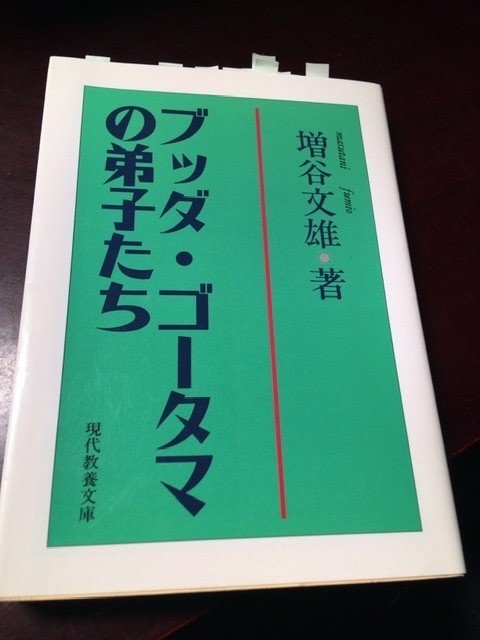 増谷文雄●著
masutani fumio
ブッダ・ゴータマ
の弟子たち
現代教養文庫